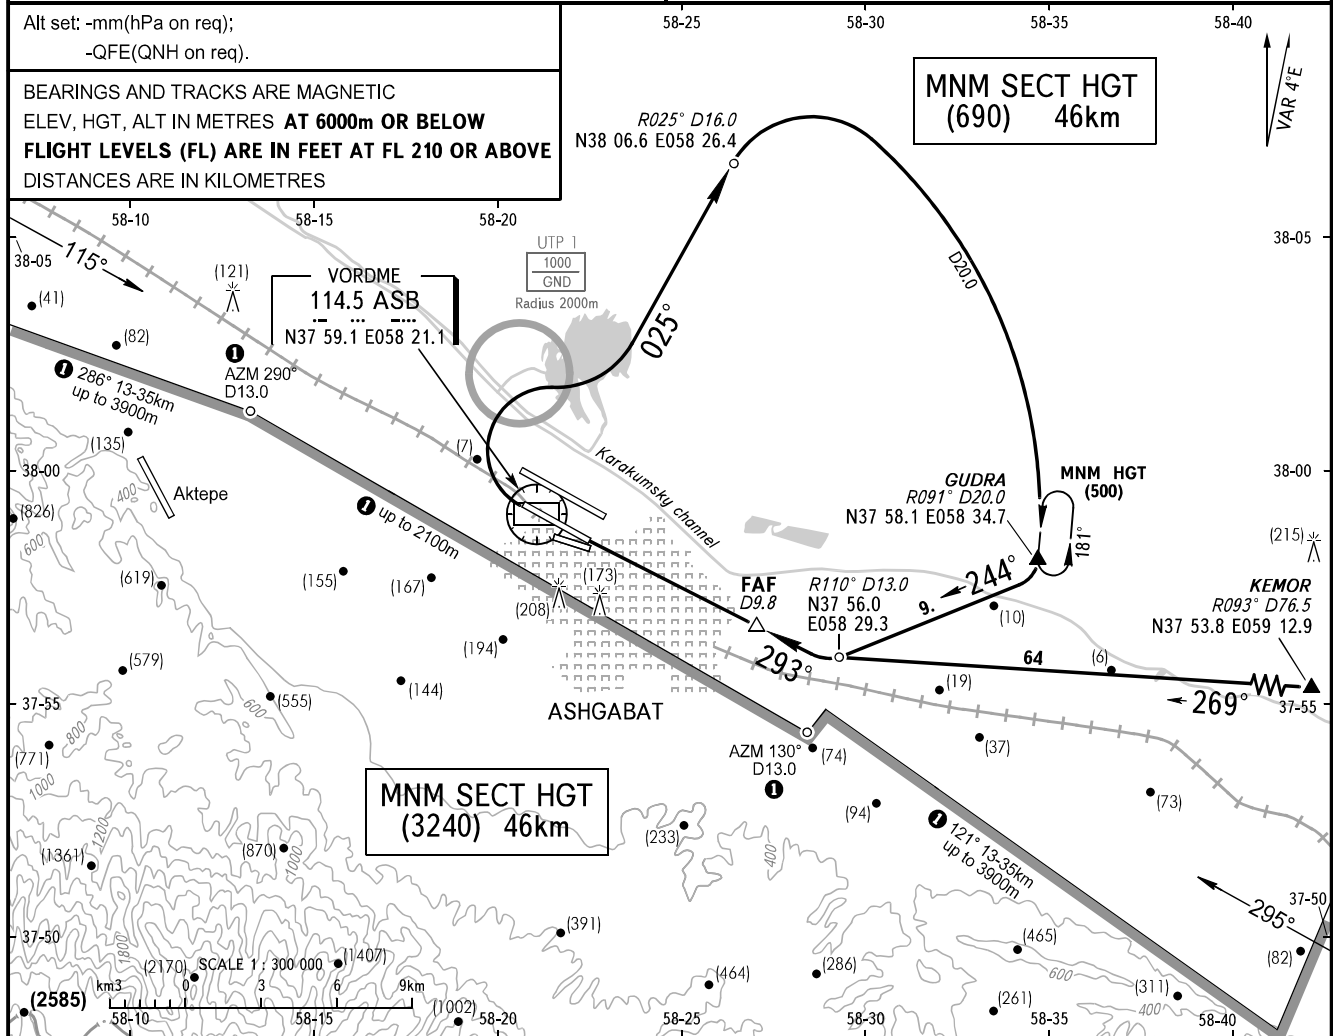 Alt set: -mm(hPa on req);
-QFE(QNH on req).
BEARINGS AND TRACKS ARE MAGNETIC
ELEV, HGT, ALT IN METRES AT 6000m OR BELOW
FLIGHT LEVELS (FL) ARE IN FEET AT FL 210 OR ABOVE
DISTANCES ARE IN KILOMETRES
58-25
58-30
58-35
58-40
MNM SECT HGT
(690) 46km
VAR 4°E
R025° D16.0
N38 06.6 E058 26.4
58-10
58-15
58-20
38-05
38-05
115°
(121)
VORDME
114.5 ASB
N37 59.1 E058 21.1
UTP 1
1000
GND
Radius 2000m
025°
D20.0
(41)
(82)
1
AZM 290°
D13.0
1
286° 13-35km
up to 3900m
(135)
(7)
38-00
38-00
400
Aktepe
Karakumsky channel
GUDRA
R091° D20.0
N37 58.1 E058 34.7
MNM HGT
(500)
181°
(215)
(826)
600
1
up to 2100m
(619)
(155)
(167)
(208)
(173)
FAF
D9.8
R110° D13.0
N37 56.0
E058 29.3
9.
244°
(10)
KEMOR
R093° D76.5
N37 53.8 E059 12.9
(194)
(579)
(144)
(555)
600
293°
64
(6)
(19)
269°
37-55
37-55
ASHGABAT
800
(771)
1000
AZM 130°
D13.0
1
(74)
(37)
(73)
(94)
MNM SECT HGT
(3240) 46km
(233)
400
1
121° 13-35km
up to 3900m
1200
(1361)
(870)
1000
37-50
295°
37-50
1800
(391)
(465)
(82)
(2170)
SCALE 1 : 300 000
(1407)
(464)
(286)
600
(311)
400
km3 0 3 6 9km
(2585)
(1002)
(261)
58-10
58-15
58-20
58-25
58-30
58-35
58-40